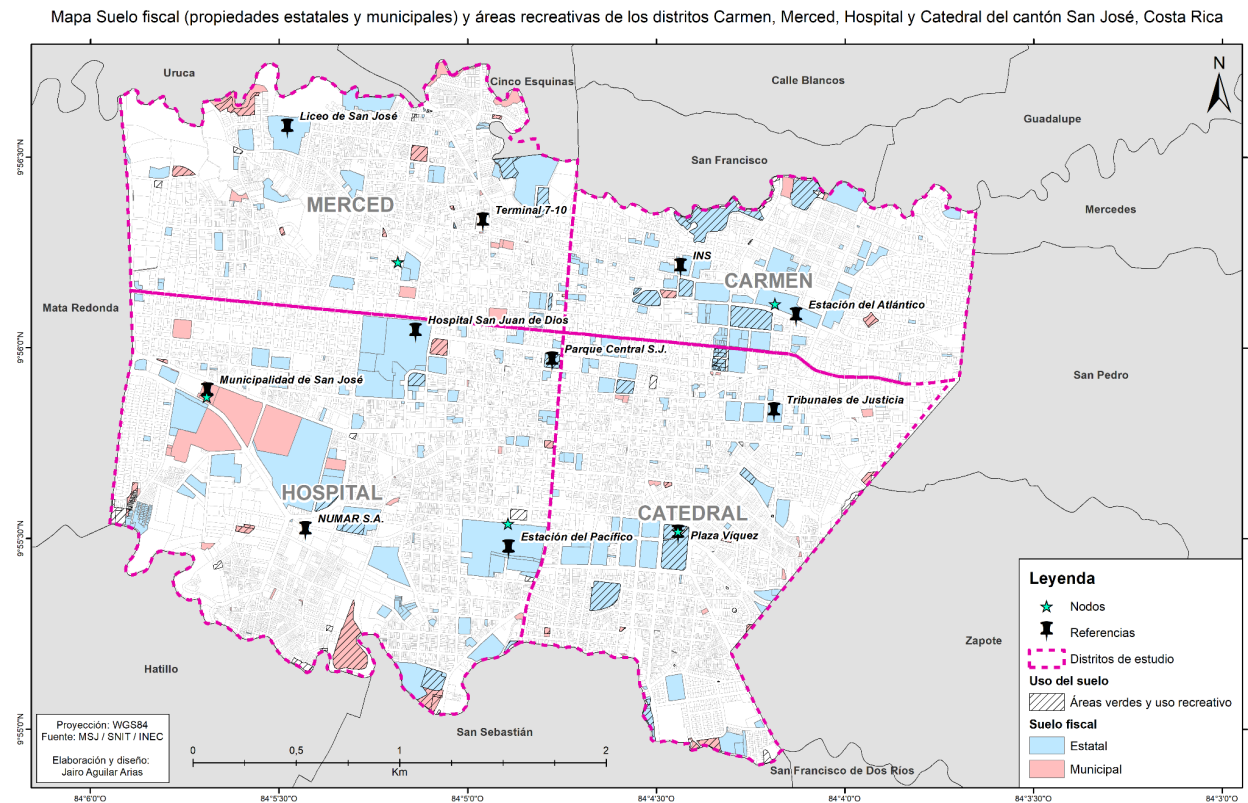 Mapa Suelo fiscal (propiedades estatales y municipales) y áreas recreativas de los distritos Carmen, Merced, Hospital y Catedral del cantón San José, Costa Rica
N
Uruca
Cinco Esquinas
Calle Blancos
Guadalupe
Liceo de San José
San Francisco
9°56'30"N
MERCED
Terminal 7-10
Mercedes
INS
CARMEN
Mata Redonda
Estación del Atlántico
Hospital San Juan de Dios
9°56'0"N
Parque Central S.J.
San Pedro
Municipalidad de San José
Tribunales de Justicia
HOSPITAL
CATEDRAL
NUMAR S.A.
Estación del Pacífico
Plaza Víquez
9°55'30"N
Zapote
Hatillo
San Sebastián
San Francisco de Dos Ríos
9°55'0"N
Leyenda
Nodos
Referencias
Distritos de estudio
Uso del suelo
Áreas verdes y uso recreativo
Suelo fiscal
Estatal
Municipal
Proyección: WGS84
Fuente: MSJ / SNIT / INEC
Elaboración y diseño:
Jairo Aguilar Arias
0 0,5 1 2
Km
84°6'0"O 84°5'30"O 84°5'0"O 84°4'30"O 84°4'0"O 84°3'30"O 84°3'0"O